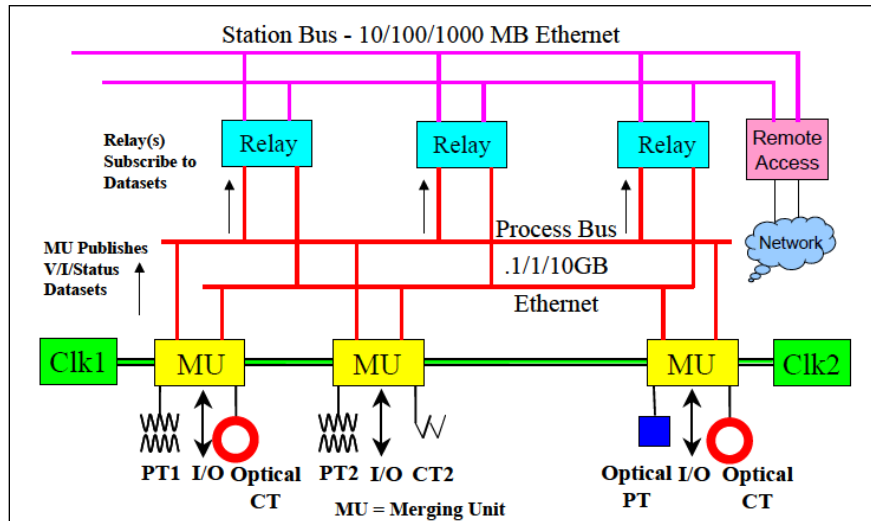 Station Bus - 10/100/1000 MB Ethernet
Relay(s)
Subscribe to
Datasets
Relay
Relay
Relay
Remote
Access
Network
MU Publishes
V/I/Status
Datasets
Process Bus
.1/1/10GB
Ethernet
Clk1
MU
MU
MU
Clk2
PT1 I/O Optical
CT
PT2 I/O CT2
Optical I/O Optical
PT CT
MU = Merging Unit